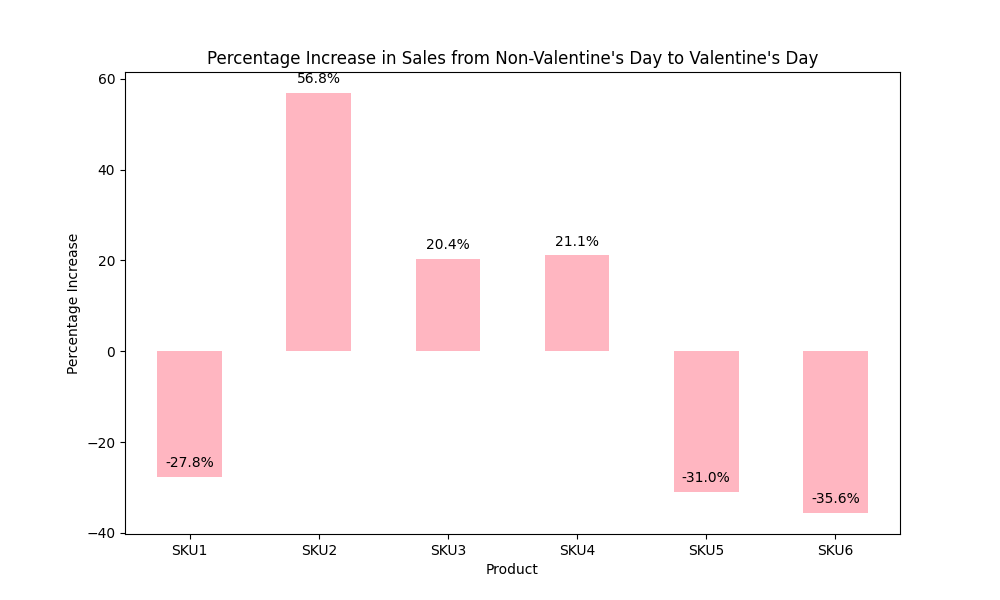 Percentage Increase in Sales from Non-Valentine's Day to Valentine's Day
Percentage Increase
60
40
20
0
−20
−40
-27.8%
56.8%
20.4%
21.1%
-31.0%
-35.6%
SKU1
SKU2
SKU3
SKU4
SKU5
SKU6
Product